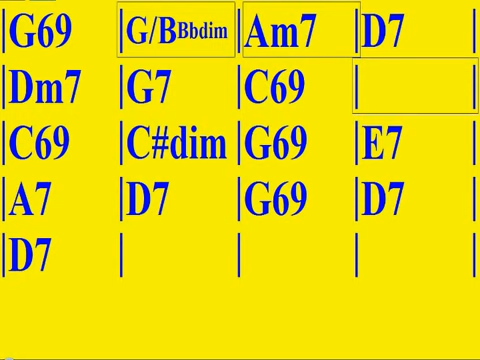 |G69 |G/B Bbdim |Am7 |D7 |
|Dm7 |G7 |C69 | |
|C69 |C#dim |G69 |E7 |
|A7 |D7 |G69 |D7 |
|D7 | | | |